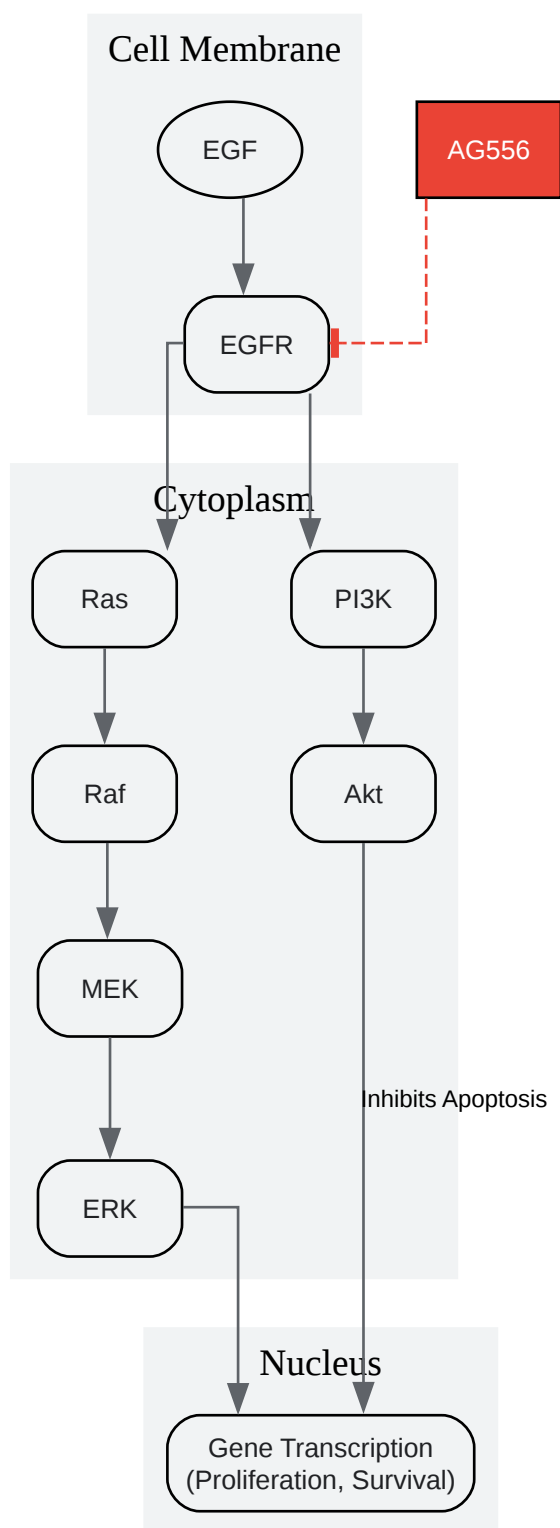 Cell Membrane
EGF
AG556
EGFR
Cytoplasm
Ras
PI3K
Raf
Akt
MEK
Inhibits Apoptosis
ERK
Nucleus
Gene Transcription
(Proliferation, Survival)